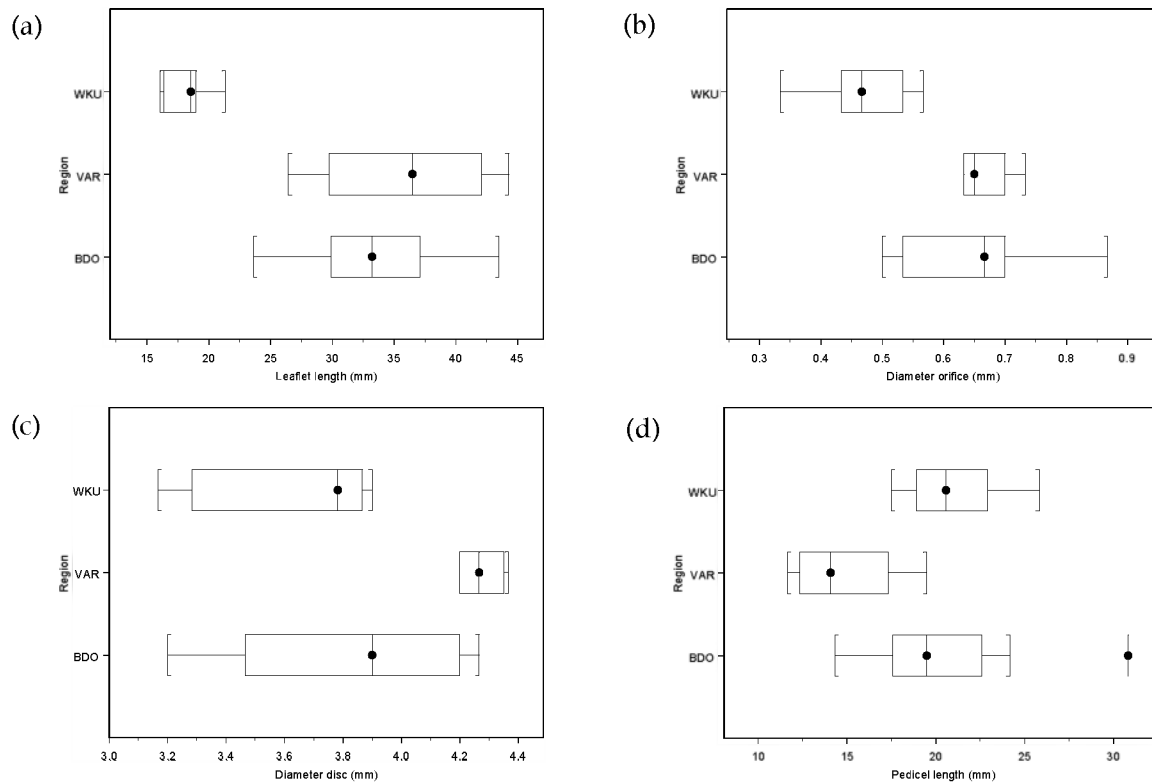 (a)
WKU
VAR
BDO
Region
15 20 25 30 35 40 45
Leaflet length (mm)
(b)
WKU
VAR
BDO
Region
0.3 0.4 0.5 0.6 0.7 0.8 0.9
Diameter orifice (mm)
(c)
WKU
VAR
BDO
Region
3.0 3.2 3.4 3.6 3.8 4.0 4.2 4.4
Diameter disc (mm)
(d)
WKU
VAR
BDO
Region
10 15 20 25 30
Pedicel length (mm)